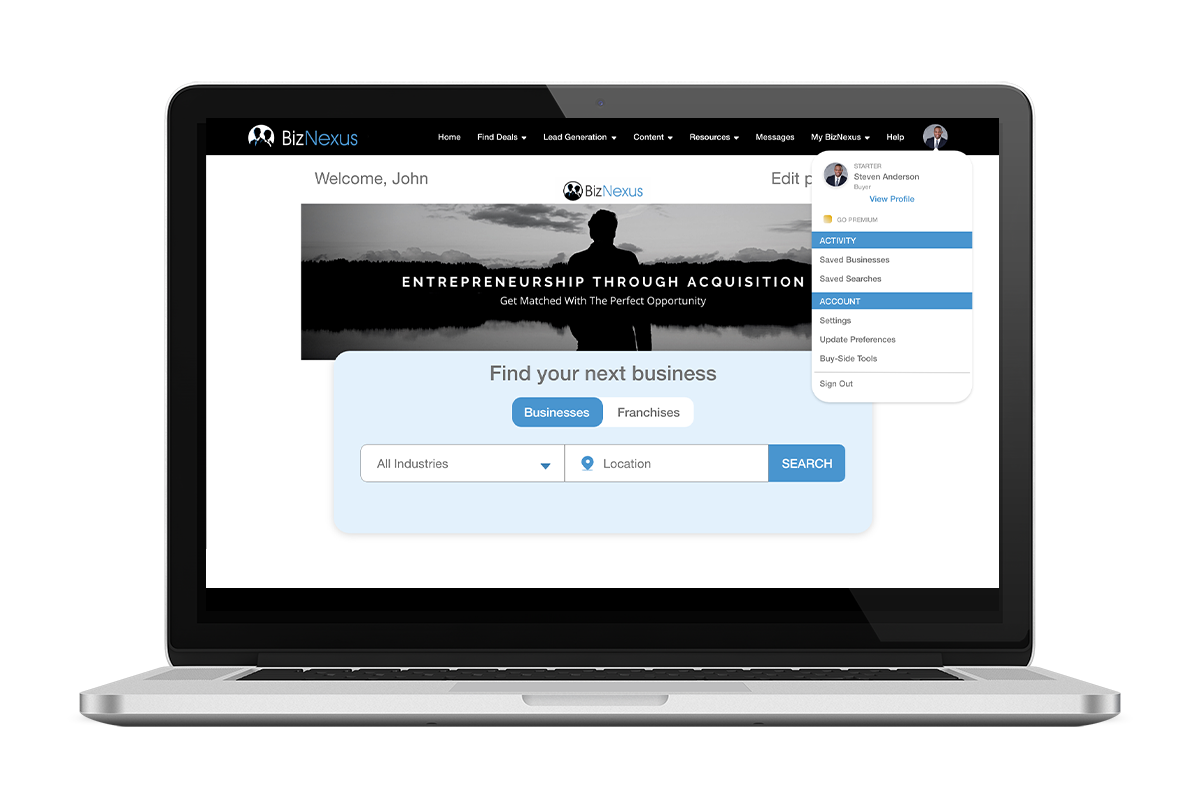 BizNexus
Home Find Deals Lead Generation Content Resources Messages My BizNexus Help
Welcome, John
BizNexus
Edit p
STARTER
Steven Anderson
Buyer
View Profile
GO PREMIUM
ACTIVITY
Saved Businesses
Saved Searches
ACCOUNT
Settings
Update Preferences
Buy-Side Tools
Sign Out
ENTREPRENEURSHIP THROUGH ACQUISITION
Get Matched With The Perfect Opportunity
Find your next business
Businesses Franchises
All Industries Location SEARCH